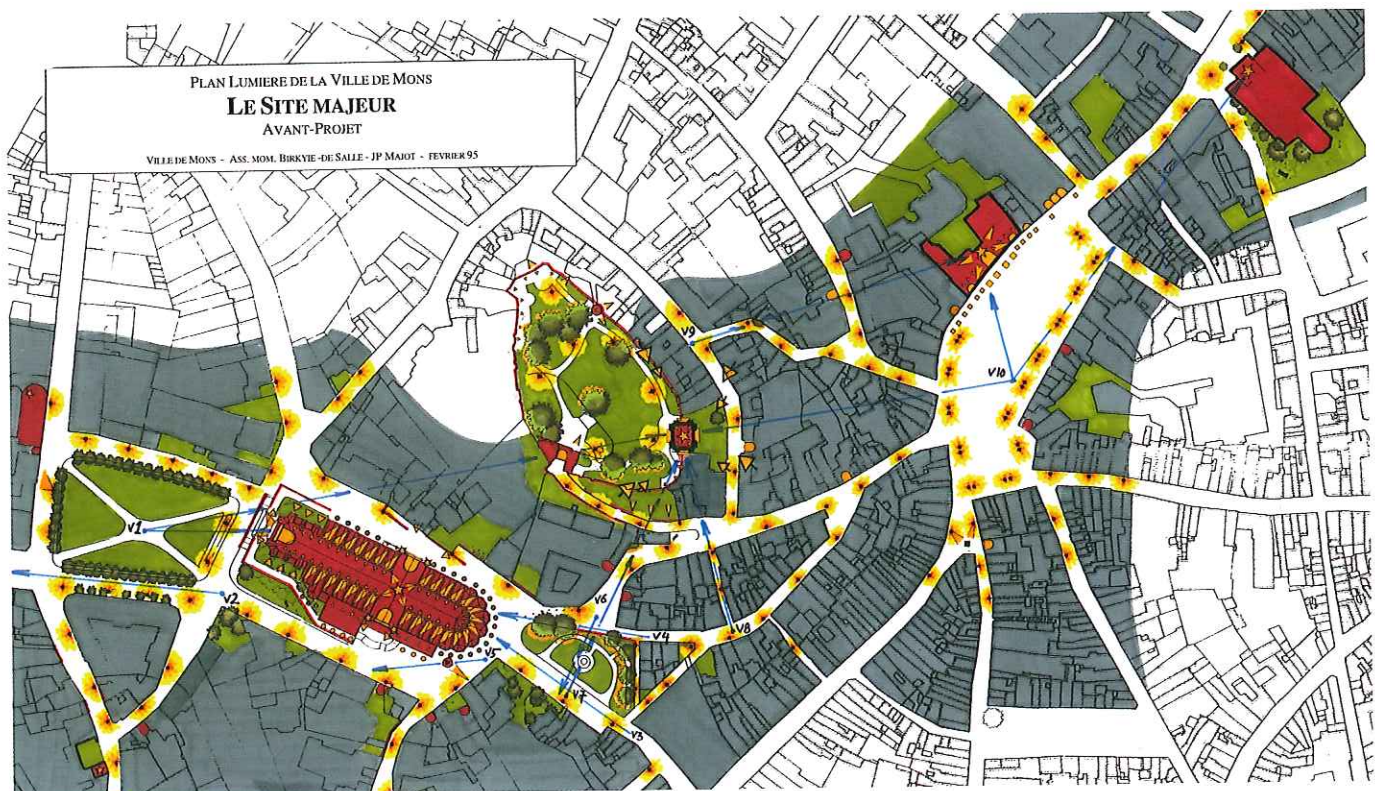 PLAN LUMIERE DE LA VILLE DE MONS
LE SITE MAJEUR
AVANT-PROJET
VILLE DE MONS - ASS. MOM. BIRKYIE-DE SALLE - JP MAJOT - FEVRIER 95
V9
V10
V1
V2
V6
V4
V8
V5
V7
V3